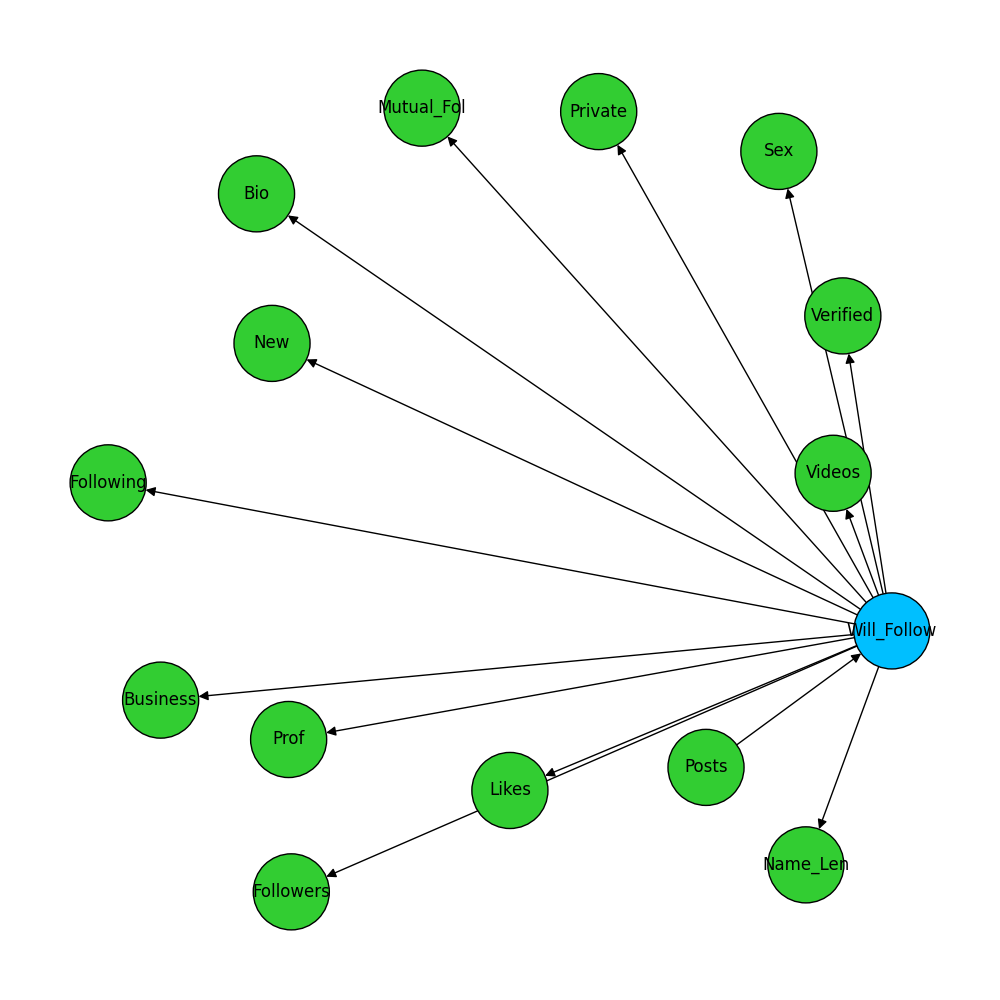 Mutual_Fol
Private
Sex
Bio
Verified
New
Videos
Following
Will_Follow
Business
Prof
Posts
Likes
Name_Len
Followers